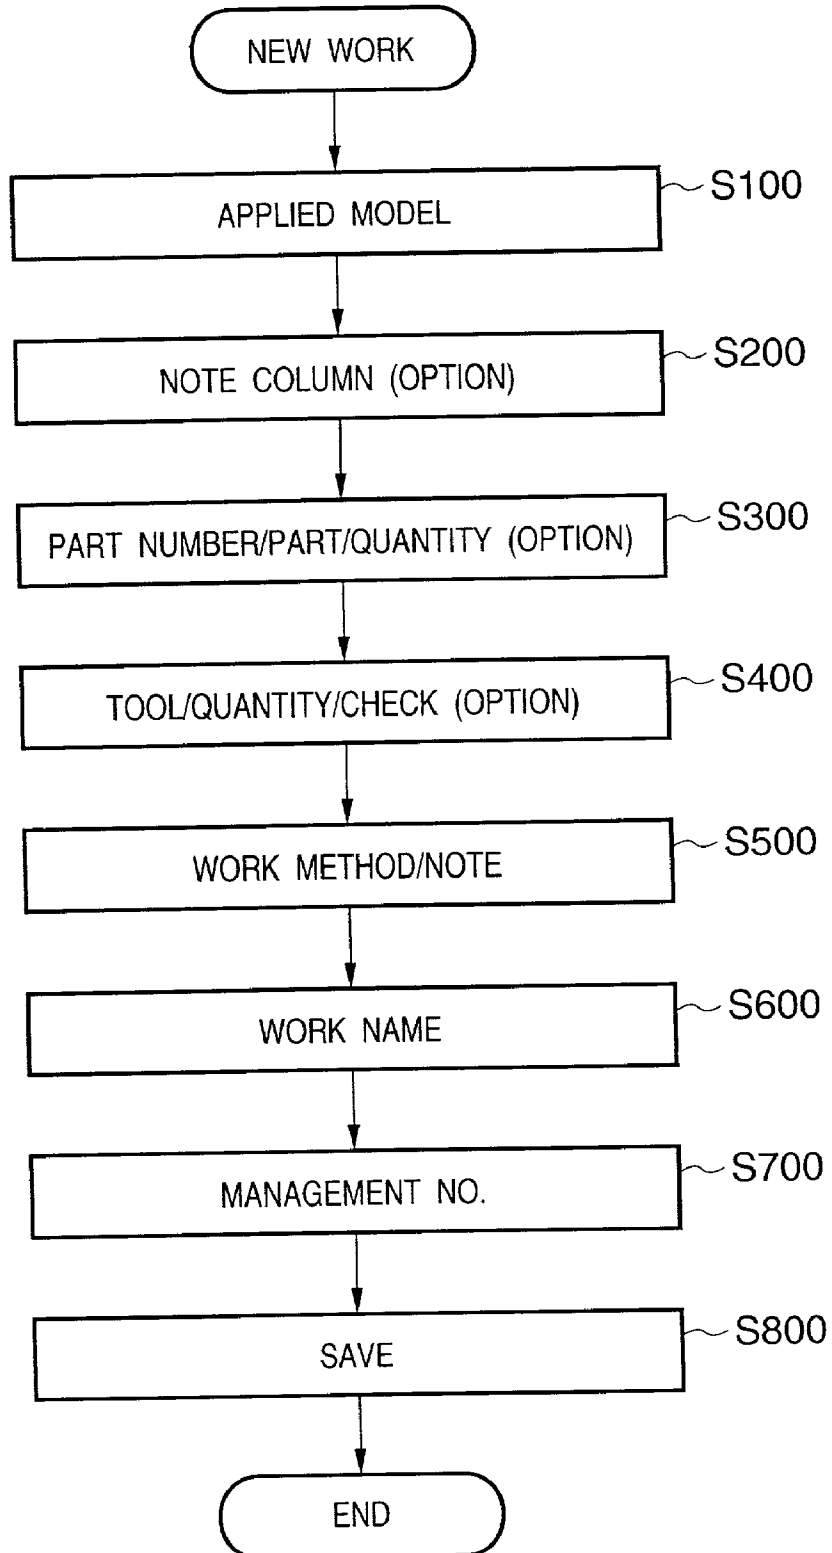 NEW WORK
APPLIED MODEL
S100
NOTE COLUMN (OPTION)
S200
PART NUMBER/PART/QUANTITY (OPTION)
S300
TOOL/QUANTITY/CHECK (OPTION)
S400
WORK METHOD/NOTE
S500
WORK NAME
S600
MANAGEMENT NO.
S700
SAVE
S800
END